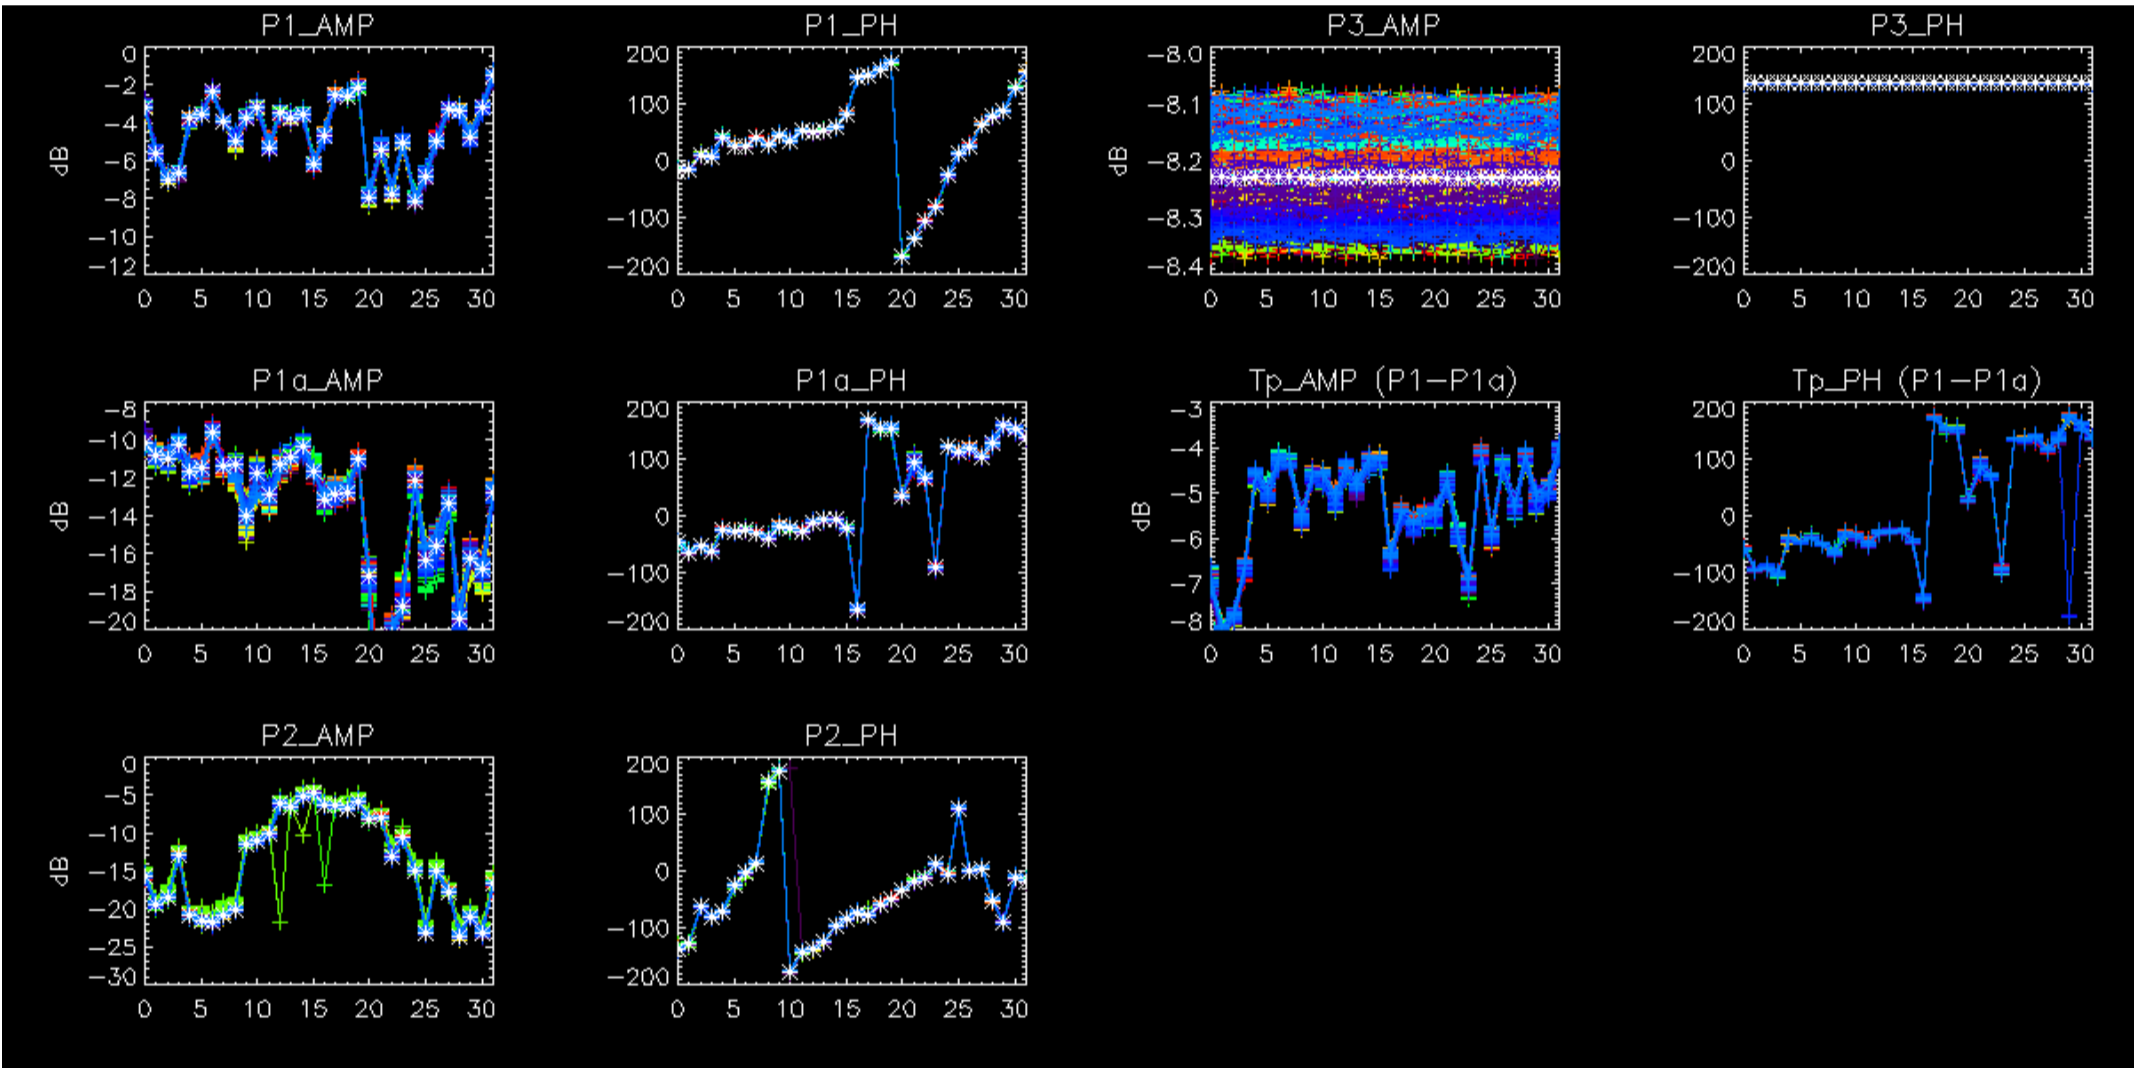 P1_AMP P1_PH P3_AMP P3_PH
0 200 -8.0 200
-2 100 -8.1 100
-4 0 -8.2 0
-6 -100 -8.3 -100
-8 -200 -8.4 -200
-10
-12
dB dB
0 5 10 15 20 25 30 0 5 10 15 20 25 30 0 5 10 15 20 25 30 0 5 10 15 20 25 30
P1a_AMP P1a_PH Tp_AMP (P1-P1a) Tp_PH (P1-P1a)
-8 200 -3 200
-10 100 -4 100
-12 0 -5 0
-14 -100 -6 -100
-16 -200 -7 -200
-18 -8
-20
dB dB
0 5 10 15 20 25 30 0 5 10 15 20 25 30 0 5 10 15 20 25 30 0 5 10 15 20 25 30
P2_AMP P2_PH
0 200
-5 100
-10 0
-15 -100
-20 -200
-25
-30
dB
0 5 10 15 20 25 30 0 5 10 15 20 25 30